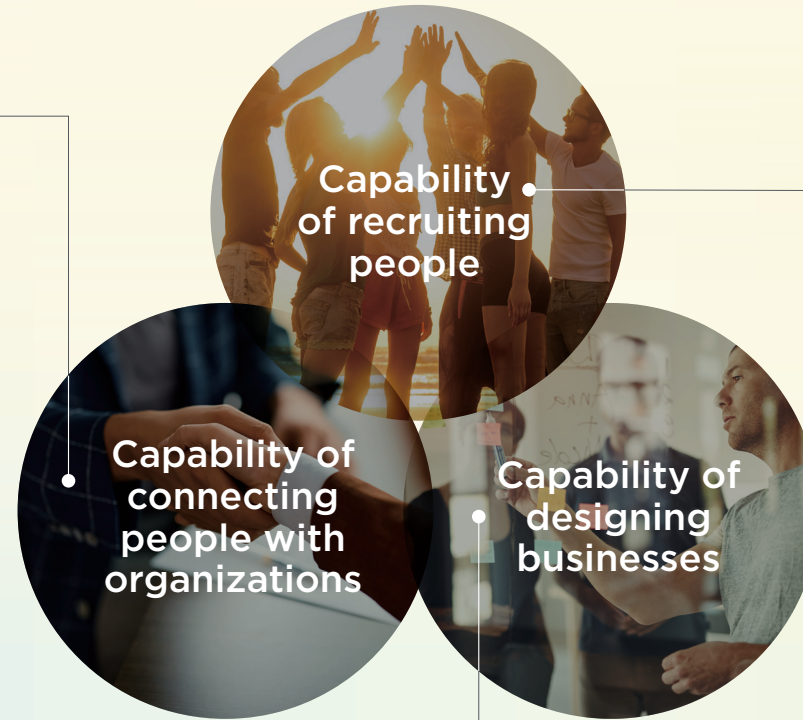 Capability
of recruiting
people
Capability of
connecting
people with
organizations
Capability of
designing
businesses